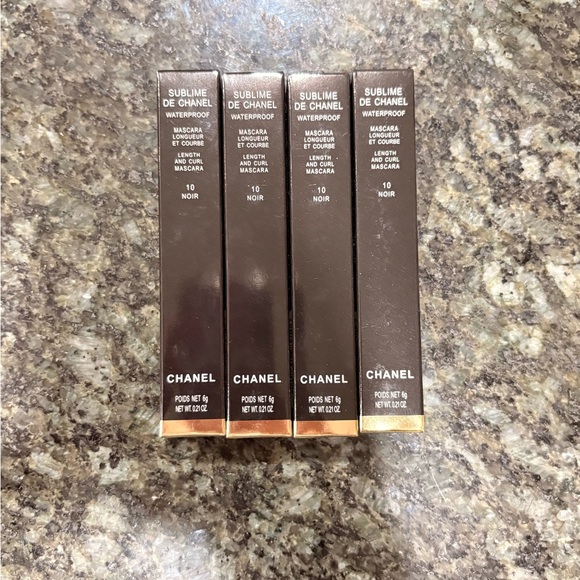 SUBLIME
DE CHANEL
WATERPROOF
MASCARA
LONGUEUR
ET COURBE
LENGTH
AND CURL
MASCARA
10
NOIR
CHANEL
POIDS NET 6g
NET WT. 0.21 OZ.
SUBLIME
DE CHANEL
WATERPROOF
MASCARA
LONGUEUR
ET COURBE
LENGTH
AND CURL
MASCARA
10
NOIR
CHANEL
POIDS NET 6g
NET WT. 0.21 OZ.
SUBLIME
DE CHANEL
WATERPROOF
MASCARA
LONGUEUR
ET COURBE
LENGTH
AND CURL
MASCARA
10
NOIR
CHANEL
POIDS NET 6g
NET WT. 0.21 OZ.
SUBLIME
DE CHANEL
WATERPROOF
MASCARA
LONGUEUR
ET COURBE
LENGTH
AND CURL
MASCARA
10
NOIR
CHANEL
POIDS NET 6g
NET WT. 0.21 OZ.